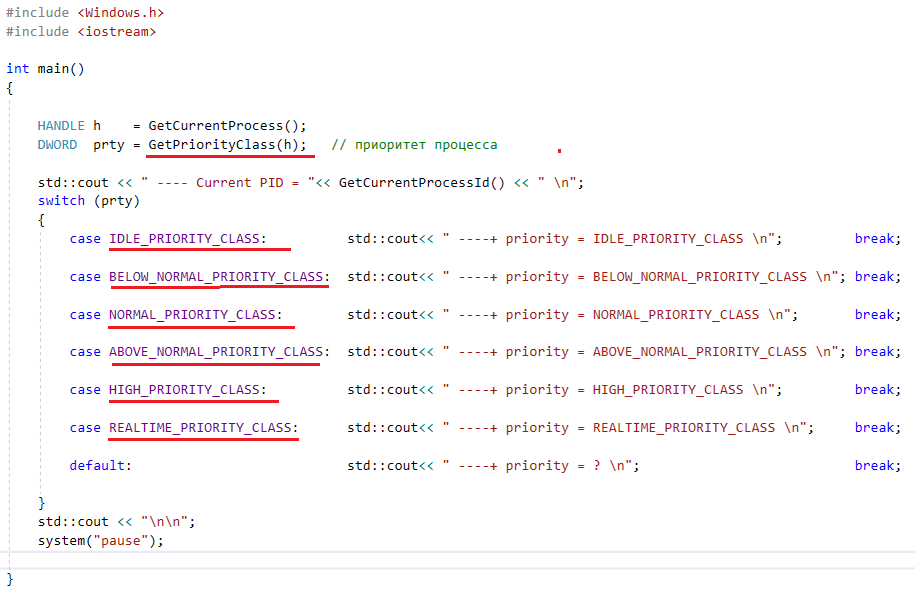 #include <Windows.h>
#include <iostream>
int main()
{
HANDLE h    = GetCurrentProcess();
DWORD  prty = GetPriorityClass(h);   // приоритет процесса
std::cout << " ---- Current PID = "<< GetCurrentProcessId() << " \n";
switch (prty)
{
case IDLE_PRIORITY_CLASS:          std::cout<< " ----+ priority = IDLE_PRIORITY_CLASS \n";         break;
case BELOW_NORMAL_PRIORITY_CLASS:  std::cout<< " ----+ priority = BELOW_NORMAL_PRIORITY_CLASS \n"; break;
case NORMAL_PRIORITY_CLASS:        std::cout<< " ----+ priority = NORMAL_PRIORITY_CLASS \n";       break;
case ABOVE_NORMAL_PRIORITY_CLASS:  std::cout<< " ----+ priority = ABOVE_NORMAL_PRIORITY_CLASS \n"; break;
case HIGH_PRIORITY_CLASS:          std::cout<< " ----+ priority = HIGH_PRIORITY_CLASS \n";         break;
case REALTIME_PRIORITY_CLASS:      std::cout<< " ----+ priority = REALTIME_PRIORITY_CLASS \n";     break;
default:                           std::cout<< " ----+ priority = ? \n";                           break;
}
std::cout << "\n\n";
system("pause");
}